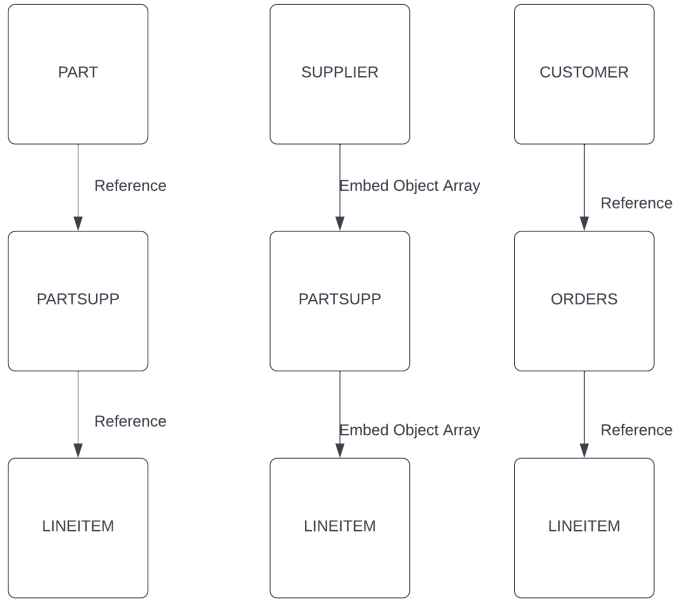 PART
SUPPLIER
CUSTOMER
Reference
Embed Object Array
Reference
PARTSUPP
PARTSUPP
ORDERS
Reference
Embed Object Array
Reference
LINEITEM
LINEITEM
LINEITEM